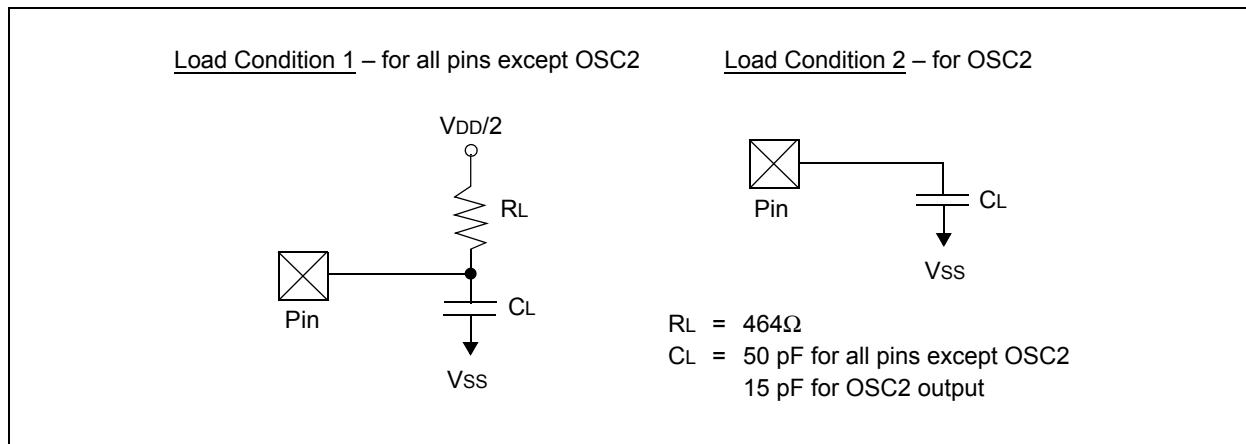 Load Condition 1 – for all pins except OSC2
VDD/2
RL
Pin
CL
VSS
Load Condition 2 – for OSC2
Pin
CL
VSS
RL = 464Ω
CL = 50 pF for all pins except OSC2
15 pF for OSC2 output